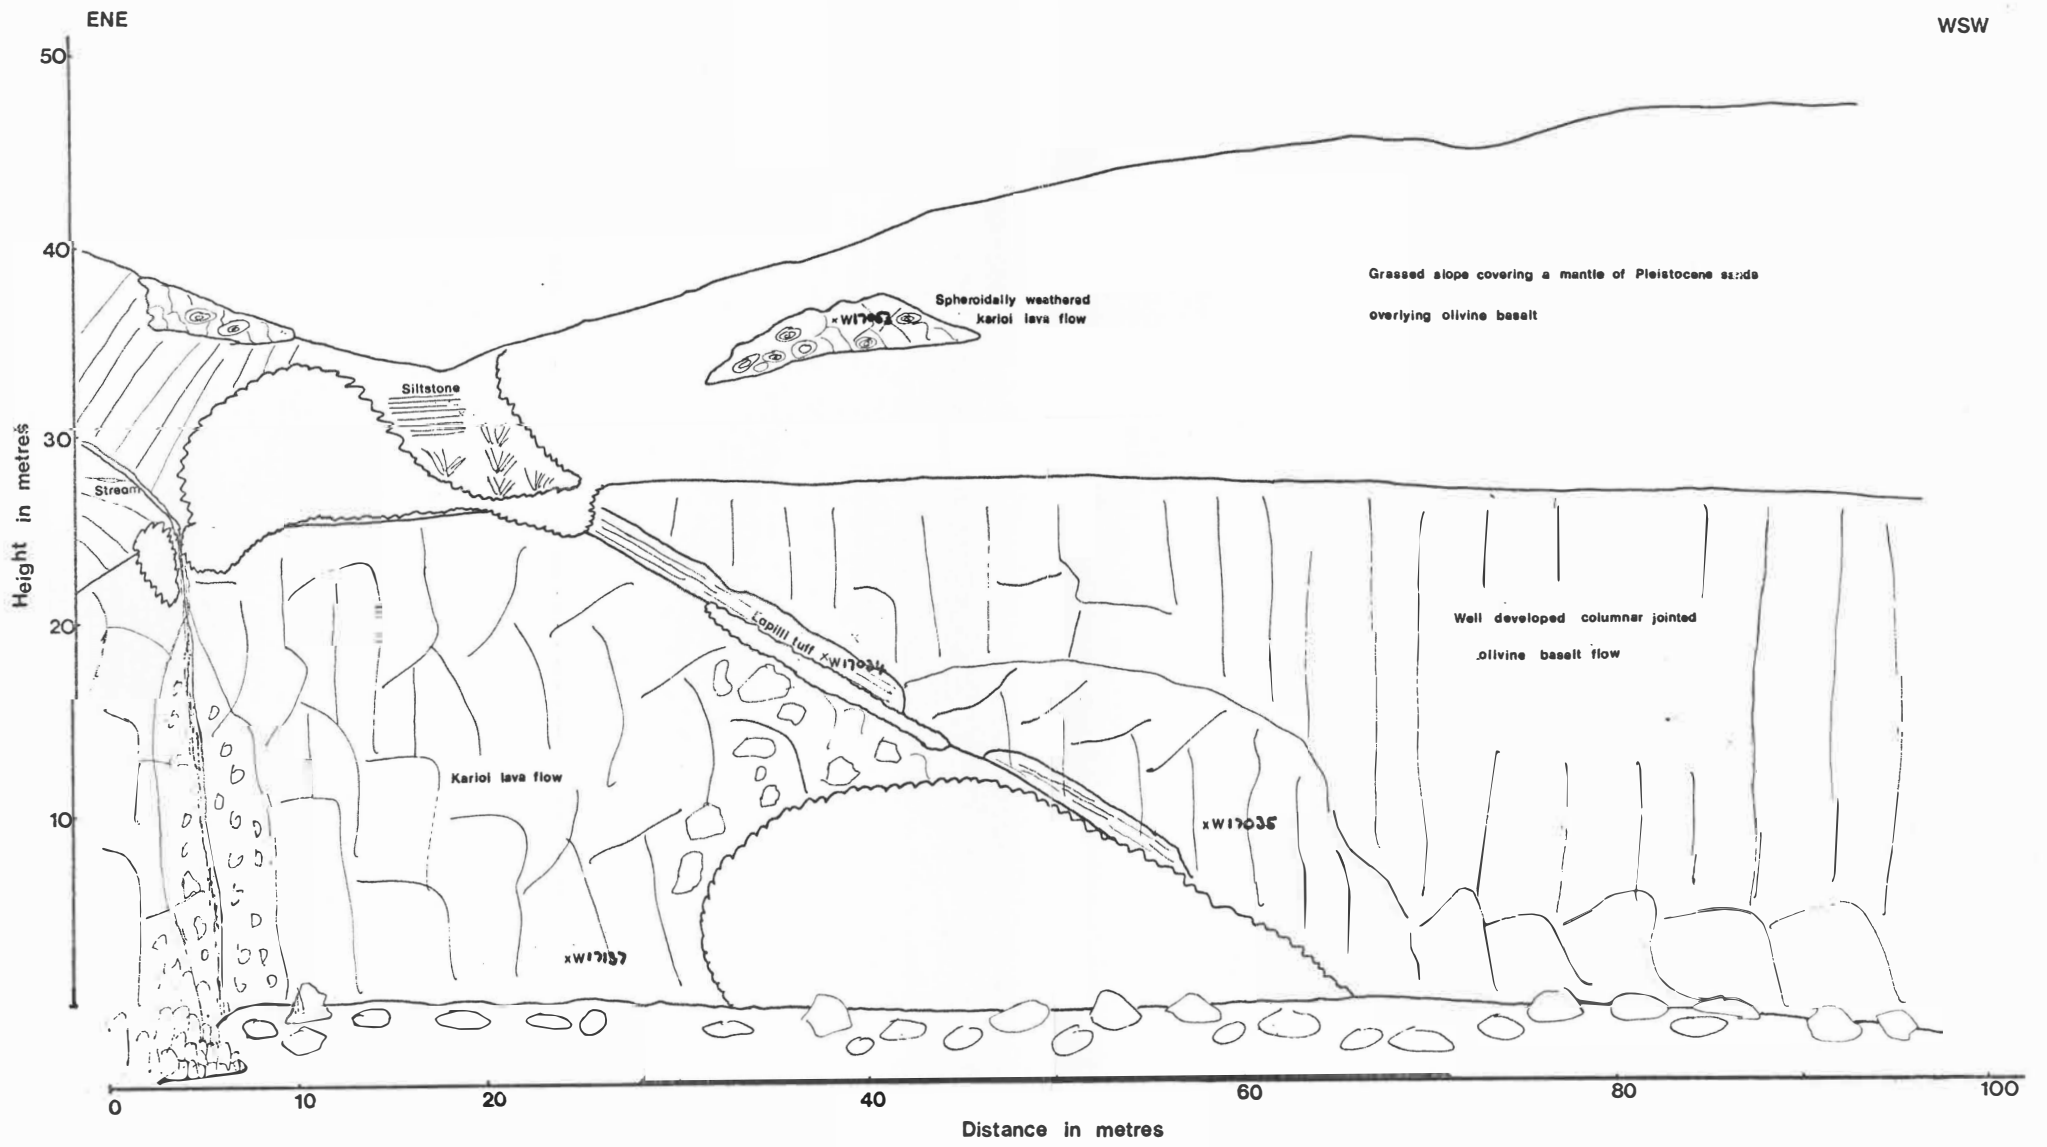 ENE
WSW
50
40
30
20
10
Height in metres
Grassed slope covering a mantle of Pleistocene sands
overlying olivine basalt
Spheroidally weathered
karioi lava flow
Siltstone
Stream
Lapilli tuff
Well developed columnar jointed
olivine basalt flow
Karioi lava flow
xW17035
xW17137
0
10
20
40
60
80
100
Distance in metres